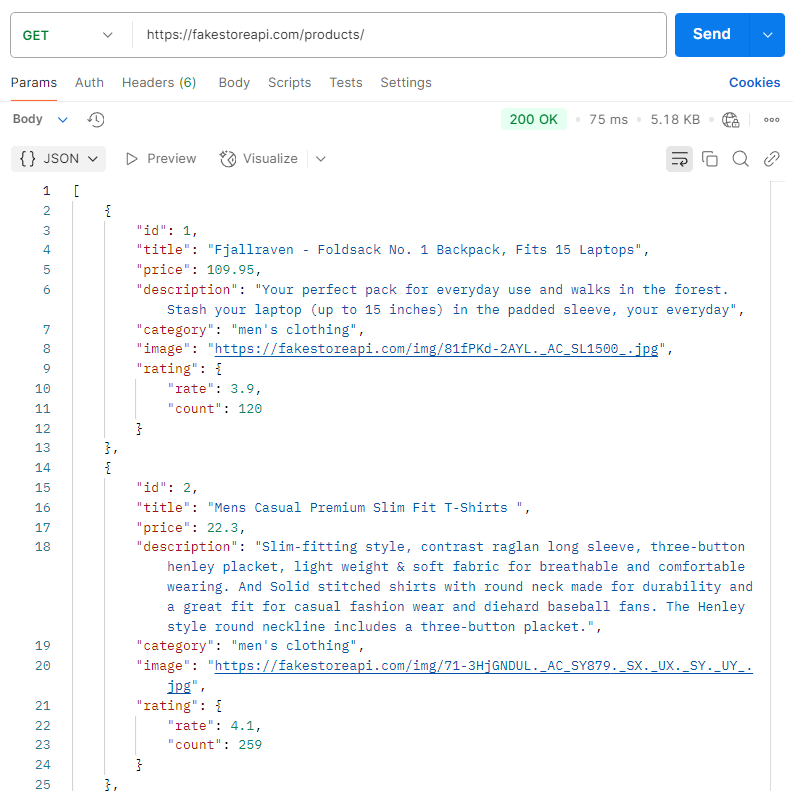 GET https://fakestoreapi.com/products/ Send
Params Auth Headers (6) Body Scripts Tests Settings Cookies
Body 200 OK 75 ms 5.18 KB
{} JSON Preview Visualize
1 [
2 {
3 "id": 1,
4 "title": "Fjallraven - Foldsack No. 1 Backpack, Fits 15 Laptops",
5 "price": 109.95,
6 "description": "Your perfect pack for everyday use and walks in the forest.
Stash your laptop (up to 15 inches) in the padded sleeve, your everyday",
7 "category": "men's clothing",
8 "image": "https://fakestoreapi.com/img/81fPKd-2AYL._AC_SL1500_.jpg",
9 "rating": {
10 "rate": 3.9,
11 "count": 120
12 }
13 },
14 {
15 "id": 2,
16 "title": "Mens Casual Premium Slim Fit T-Shirts ",
17 "price": 22.3,
18 "description": "Slim-fitting style, contrast raglan long sleeve, three-button
henley placket, light weight & soft fabric for breathable and comfortable
wearing. And Solid stitched shirts with round neck made for durability and
a great fit for casual fashion wear and diehard baseball fans. The Henley
style round neckline includes a three-button placket.",
19 "category": "men's clothing",
20 "image": "https://fakestoreapi.com/img/71-3HjGNDUL._AC_SY879._SX._UX._SY._UY_.
jpg",
21 "rating": {
22 "rate": 4.1,
23 "count": 259
24 }
25 },